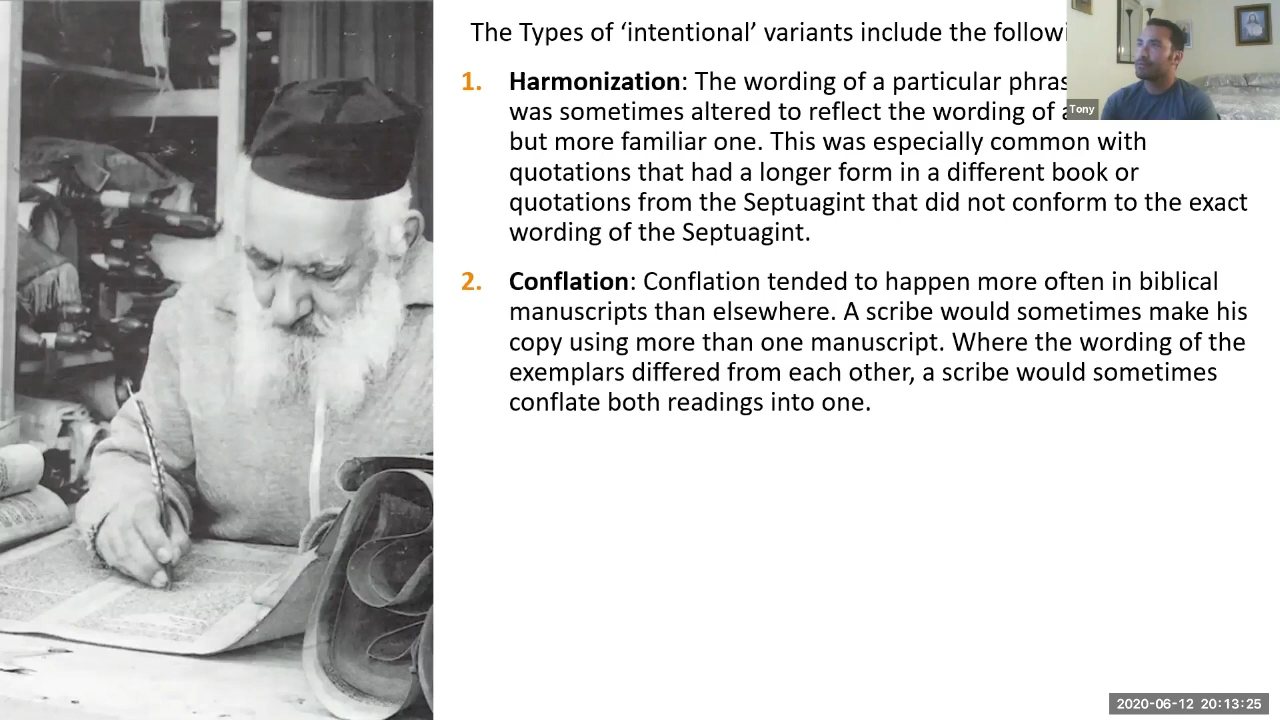 The Types of ‘intentional’ variants include the
1. Harmonization: The wording of a particular
was sometimes altered to reflect the wording of
but more familiar one. This was especially common with
quotations that had a longer form in a different book or
quotations from the Septuagint that did not conform to the exact
wording of the Septuagint.
2. Conflation: Conflation tended to happen more often in biblical
manuscripts than elsewhere. A scribe would sometimes make his
copy using more than one manuscript. Where the wording of the
exemplars differed from each other, a scribe would sometimes
conflate both readings into one.
Tony
2020-06-12 20:13:25